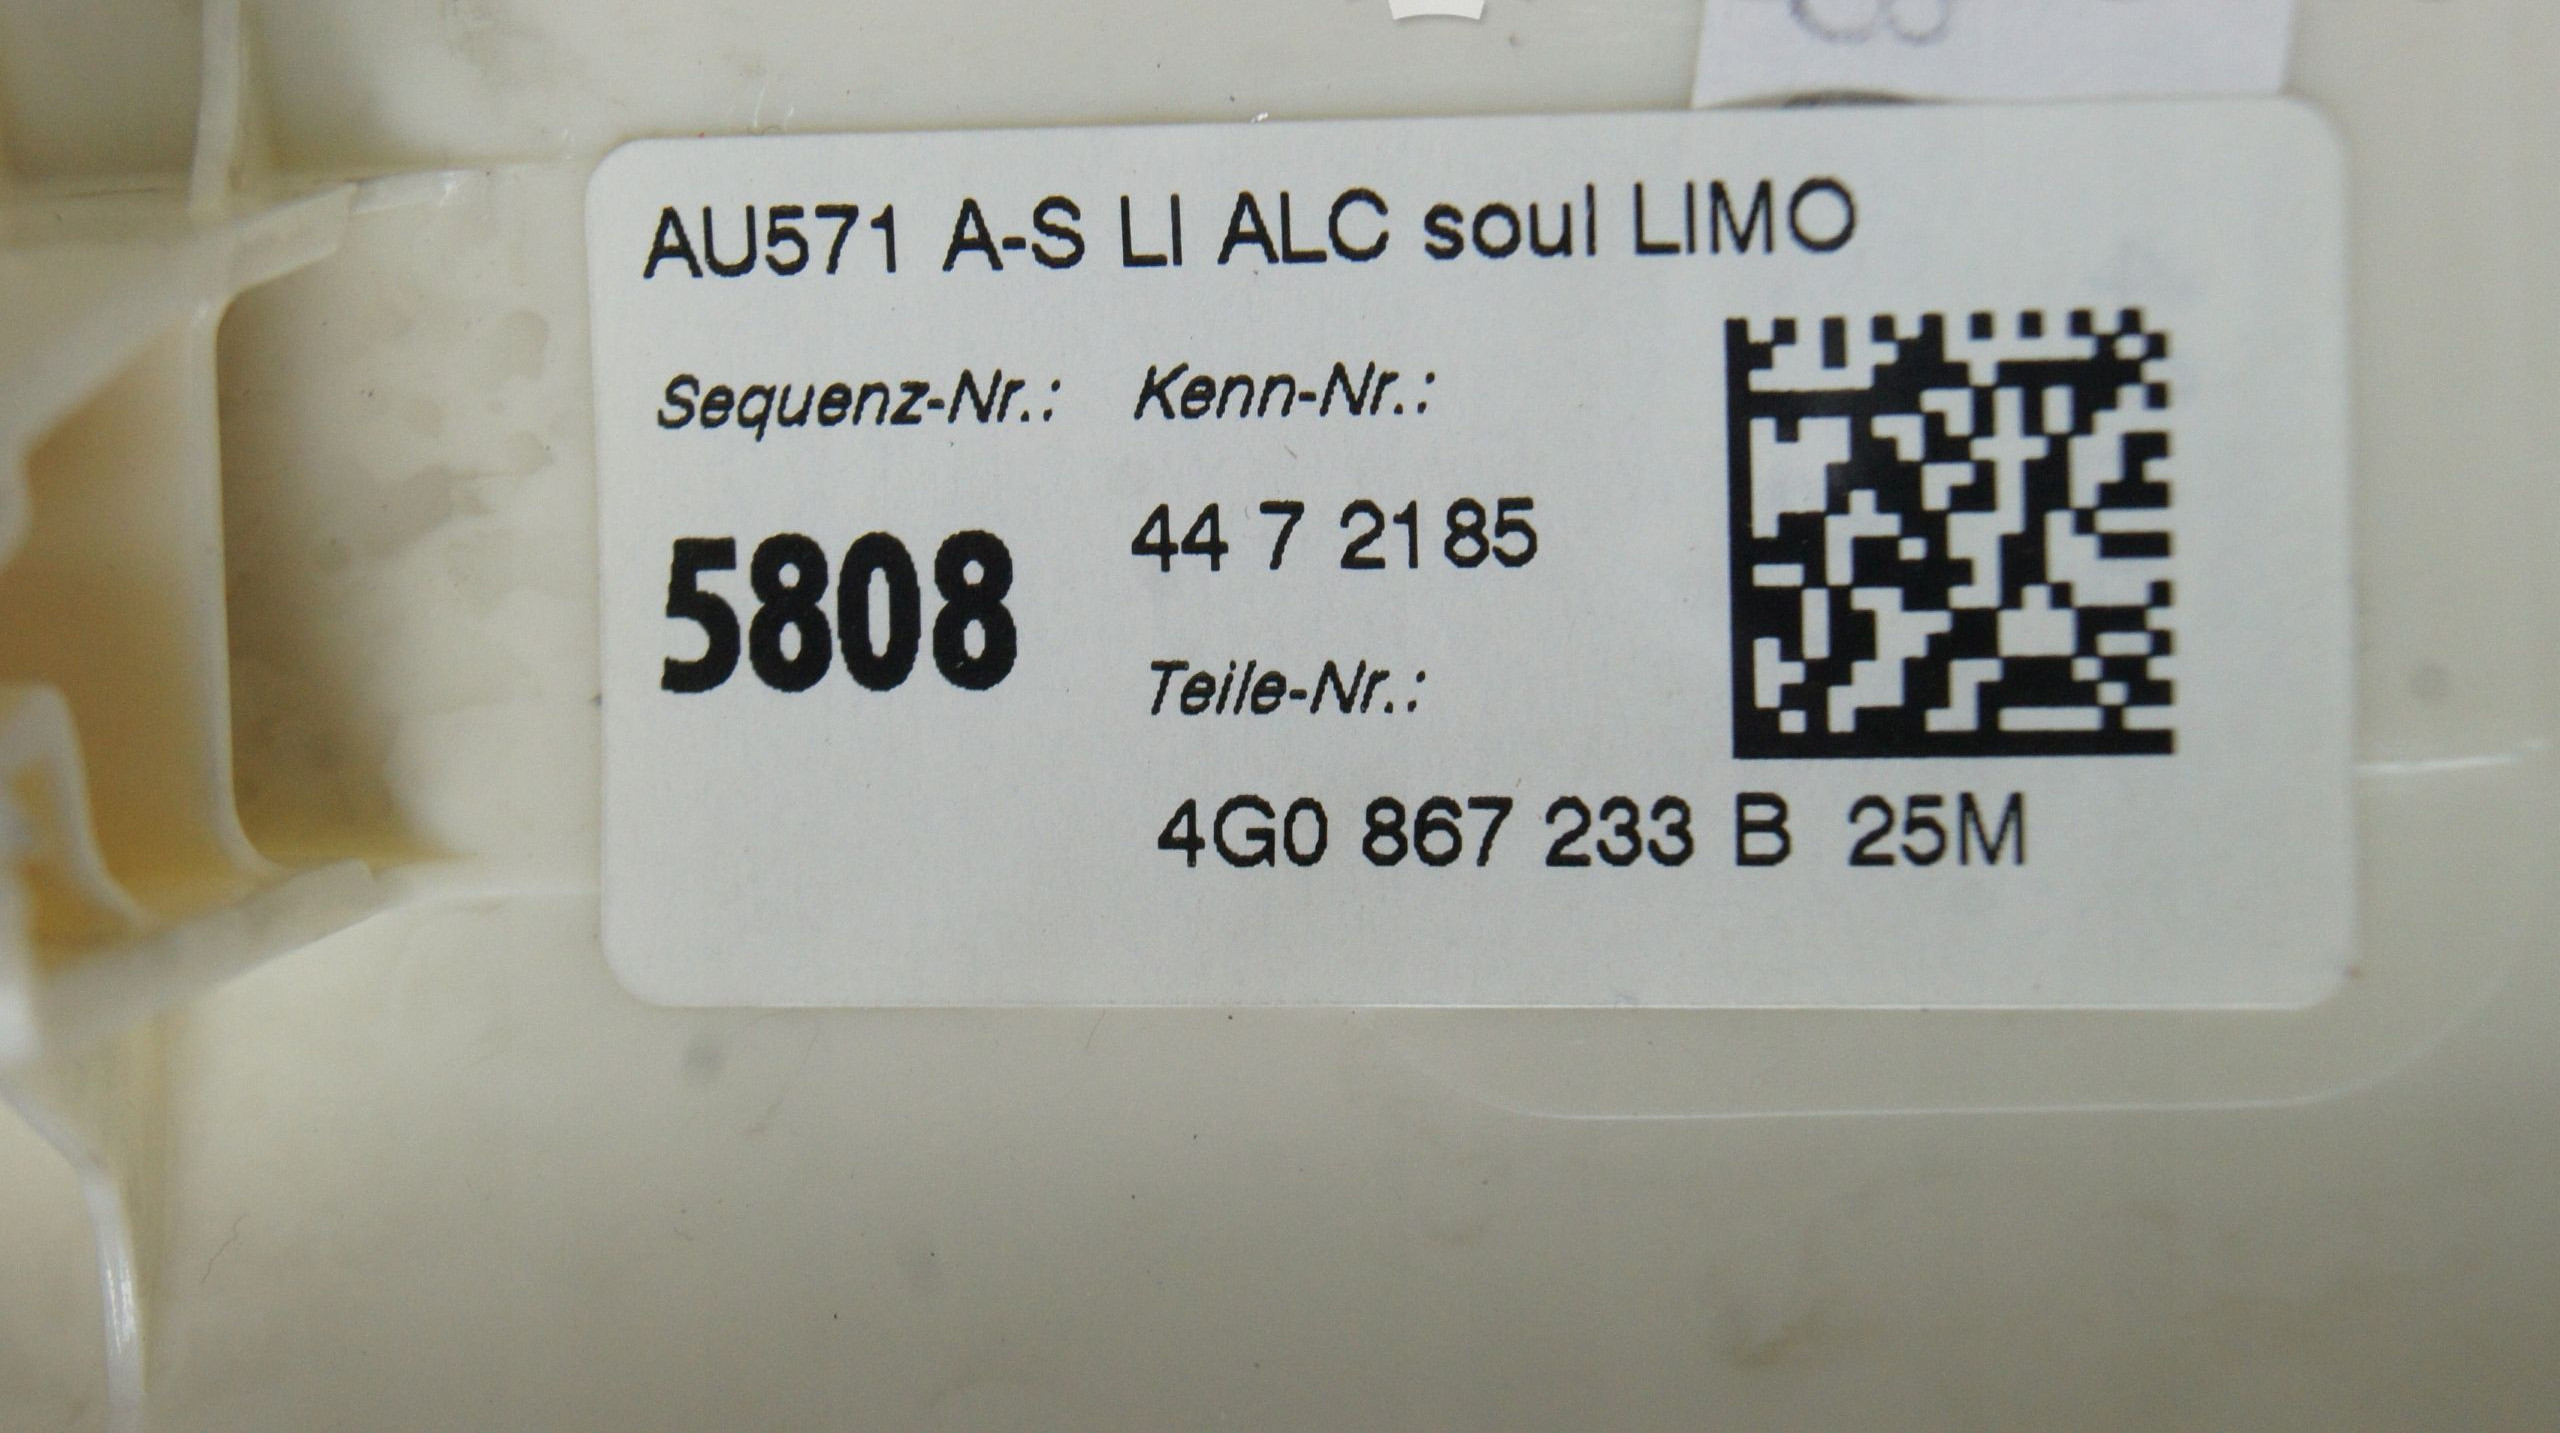 AU571 A-S LI ALC soul LIMO
Sequenz-Nr.: Kenn-Nr.:
5808 44 7 2185
Teile-Nr.:
4G0 867 233 B 25M